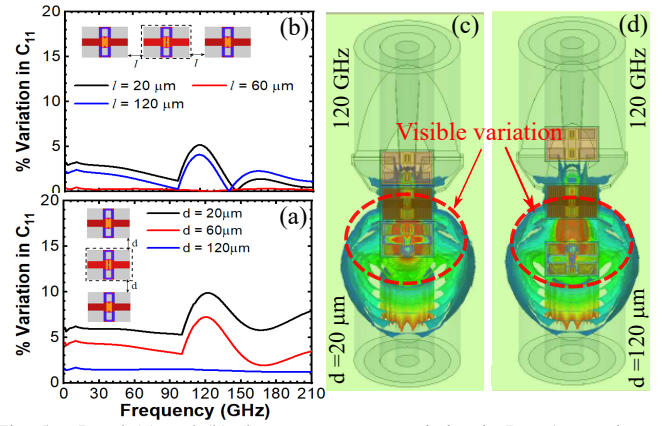 (b)
% Variation in C11
20
15
10
5
0
l
l
l = 20 μm
l = 60 μm
l = 120 μm
(a)
% Variation in C11
20
15
10
5
0
d
d
d = 20μm
d = 60μm
d = 120μm
0 30 60 90 120 150 180 210
Frequency (GHz)
(c)
120 GHz
d =20 μm
(d)
120 GHz
d =120 μm
Visible variation